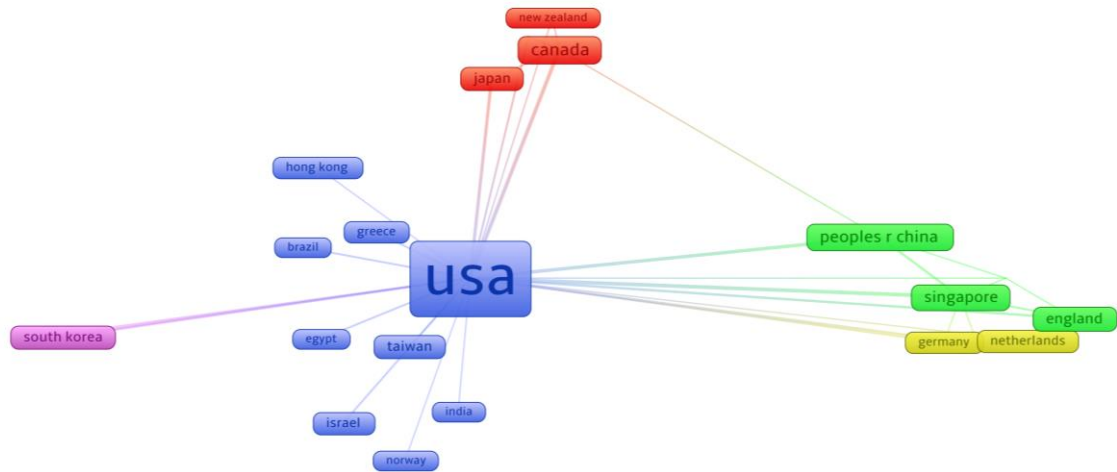 new zealand
canada
japan
hong kong
greece
peoples r china
brazil
usa
singapore
england
south korea
egypt
taiwan
germany
netherlands
israel
india
norway